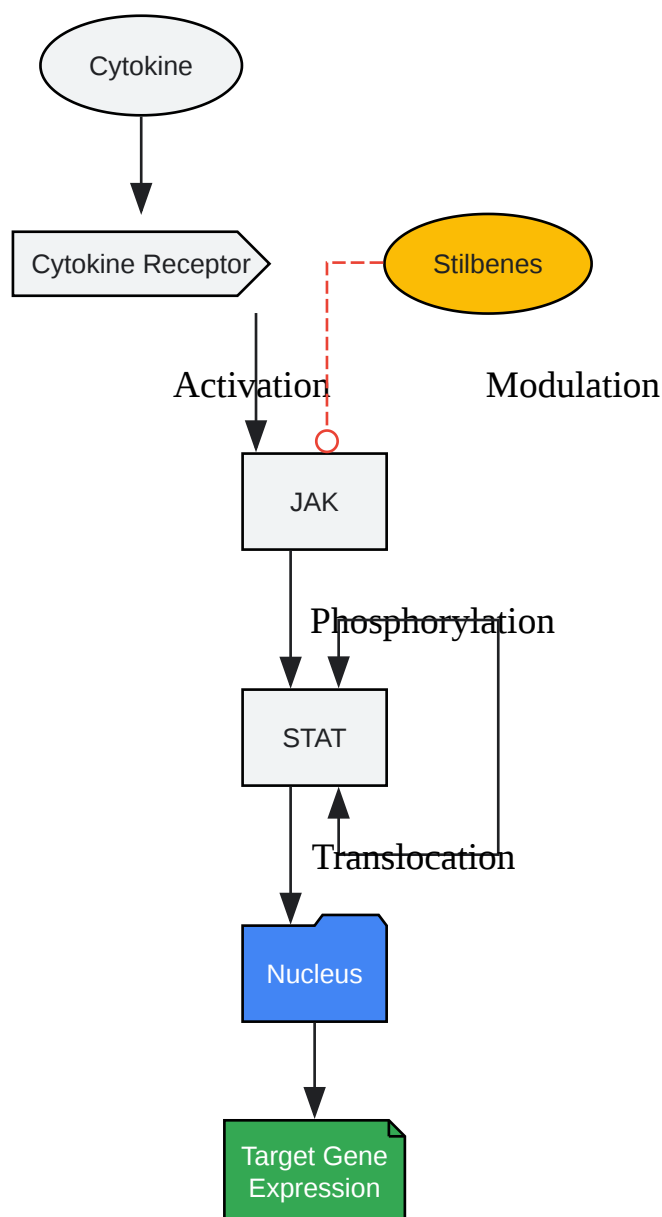 Cytokine
Cytokine Receptor
Stilbenes
Activation
Modulation
JAK
Phosphorylation
STAT
Translocation
Nucleus
Target Gene
Expression